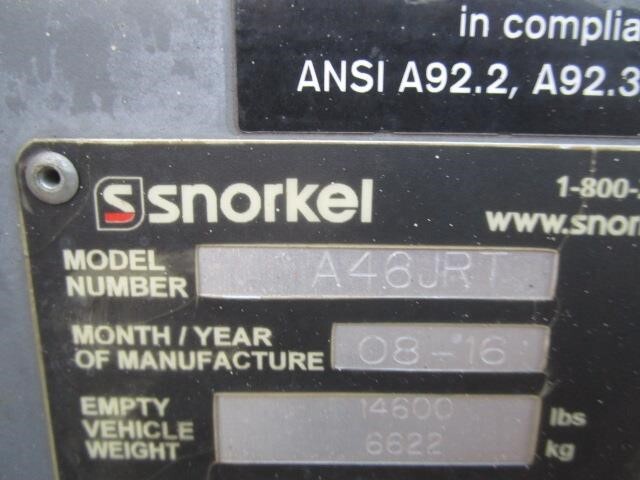 in complia
ANSI A92.2, A92.3
snorkel
1-800-
www.snor
MODEL NUMBER A46JRT
MONTH / YEAR OF MANUFACTURE 08-16
EMPTY VEHICLE WEIGHT 14600 lbs
6622 kg